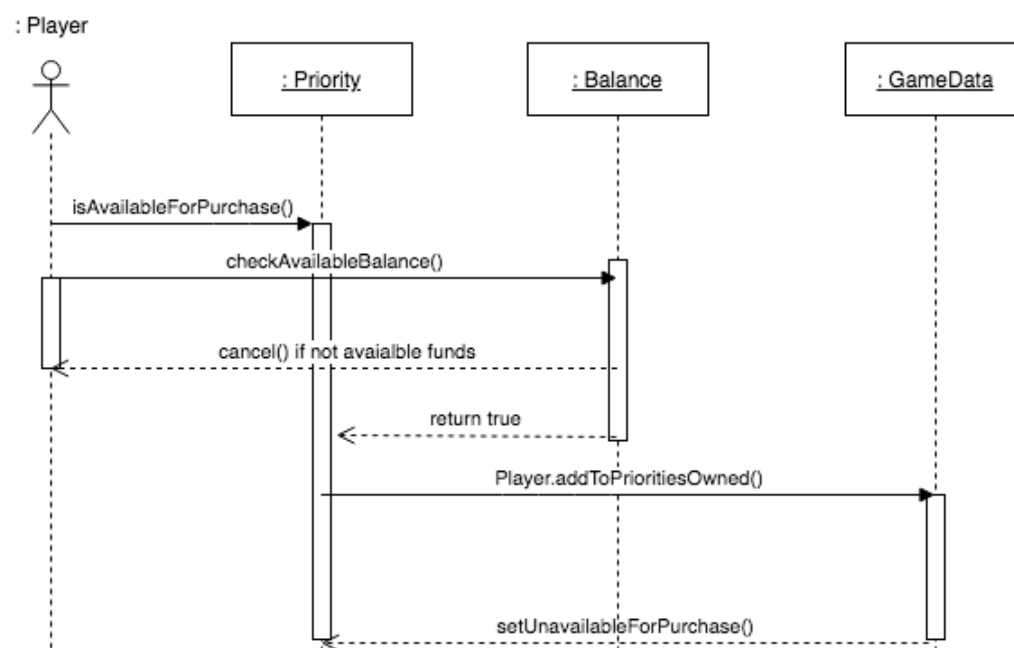 : Player
: Priority
: Balance
: GameData
isAvailableForPurchase()
checkAvailableBalance()
cancel() if not avaialble funds
return true
Player.addToPrioritiesOwned()
setUnavailableForPurchase()